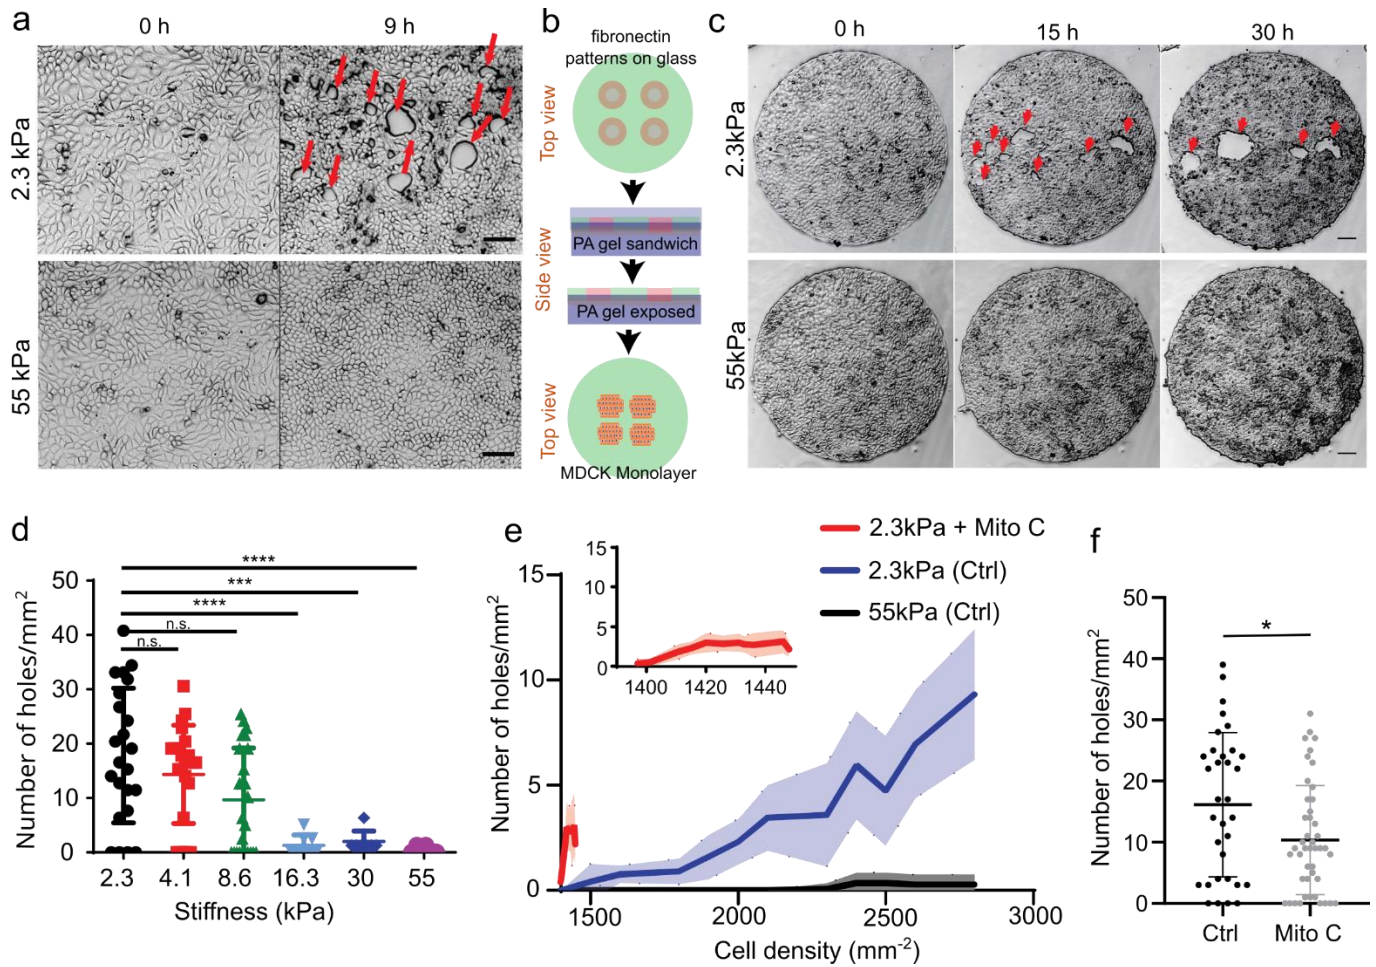 a
0 h
9 h
2.3 kPa
55 kPa
b
fibronectin
patterns on glass
Top view
Side view
PA gel sandwich
PA gel exposed
Top view
MDCK Monolayer
c
0 h
15 h
30 h
2.3kPa
55kPa
d
****
***
****
n.s.
n.s.
Number of holes/mm²
50
40
30
20
10
0
2.3 4.1 8.6 16.3 30 55
Stiffness (kPa)
e
2.3kPa + Mito C
2.3kPa (Ctrl)
55kPa (Ctrl)
Number of holes/mm²
15
10
5
0
15
10
5
0
1400 1420 1440
1500 2000 2500 3000
Cell density (mm⁻²)
f
*
Number of holes/mm²
50
40
30
20
10
0
Ctrl Mito C